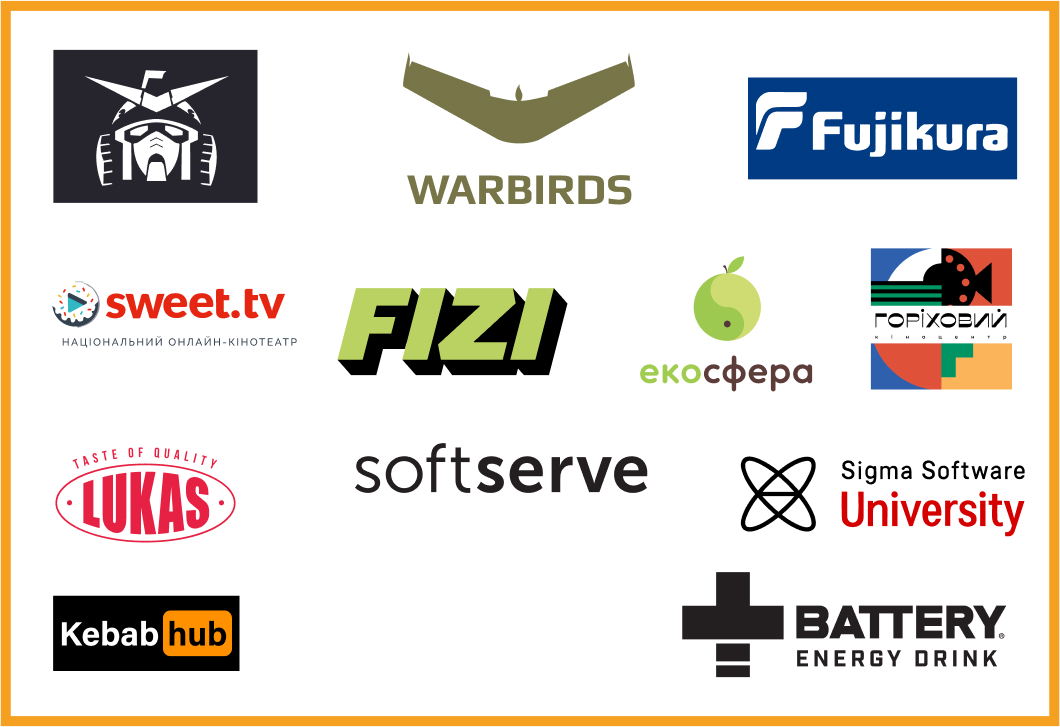 WARBIRDS
Fujikura
sweet.tv
НАЦІОНАЛЬНИЙ ОНЛАЙН-КІНОТЕАТР
FIZI
екосфера
ГОРІХОВИЙ
кіноцентр
TASTE OF QUALITY
LUKAS
softserve
Sigma Software
University
Kebab hub
BATTERY®
ENERGY DRINK